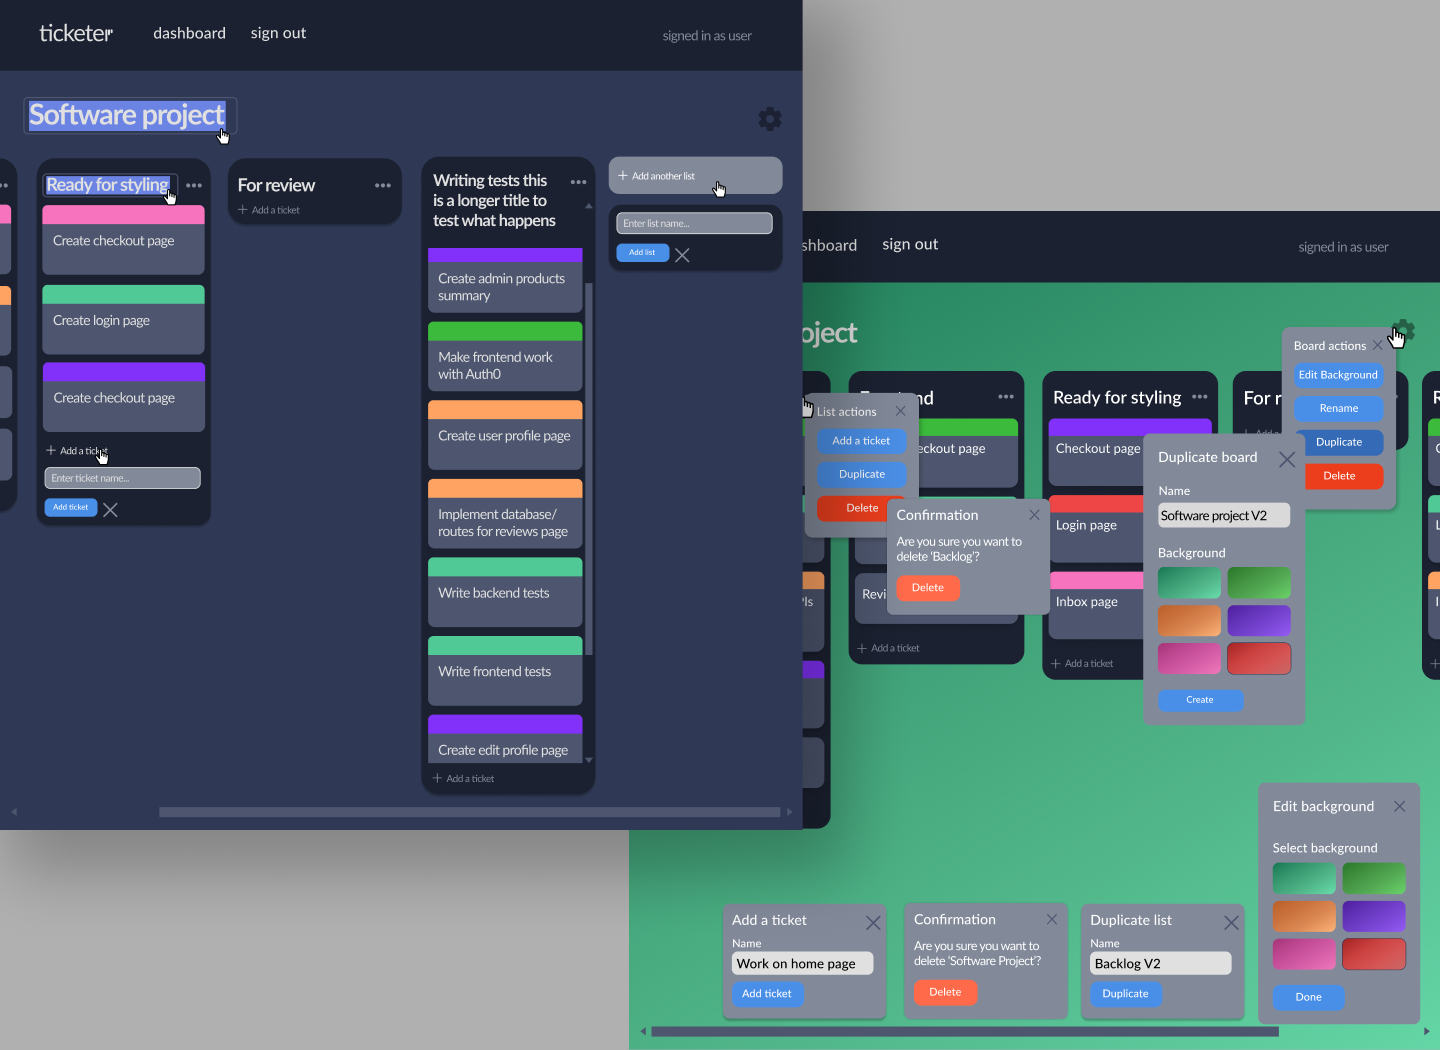 ticketer
dashboard
sign out
signed in as user
Software project
Ready for styling
Create checkout page
Create login page
Create checkout page
Add a ticket
Enter ticket name...
Add ticket
For review
Add a ticket
Writing tests this
is a longer title to
test what happens
Create admin products
summary
Make frontend work
with Auth0
Create user profile page
Implement database/
routes for reviews page
Write backend tests
Write frontend tests
Create edit profile page
Add a ticket
Add another list
Enter list name...
Add list
shboard
sign out
signed in as user
oject
List actions
Add a ticket
Duplicate
Delete
nd
eckout page
Revi
Add a ticket
Confirmation
Are you sure you want to
delete ‘Backlog’?
Delete
Ready for styling
Checkout page
Login page
Inbox page
Add a ticket
For r
Board actions
Edit Background
Rename
Duplicate
Delete
Duplicate board
Name
Software project V2
Background
Create
Add a ticket
Name
Work on home page
Add ticket
Confirmation
Are you sure you want to
delete ‘Software Project’?
Delete
Duplicate list
Name
Backlog V2
Duplicate
Edit background
Select background
Done